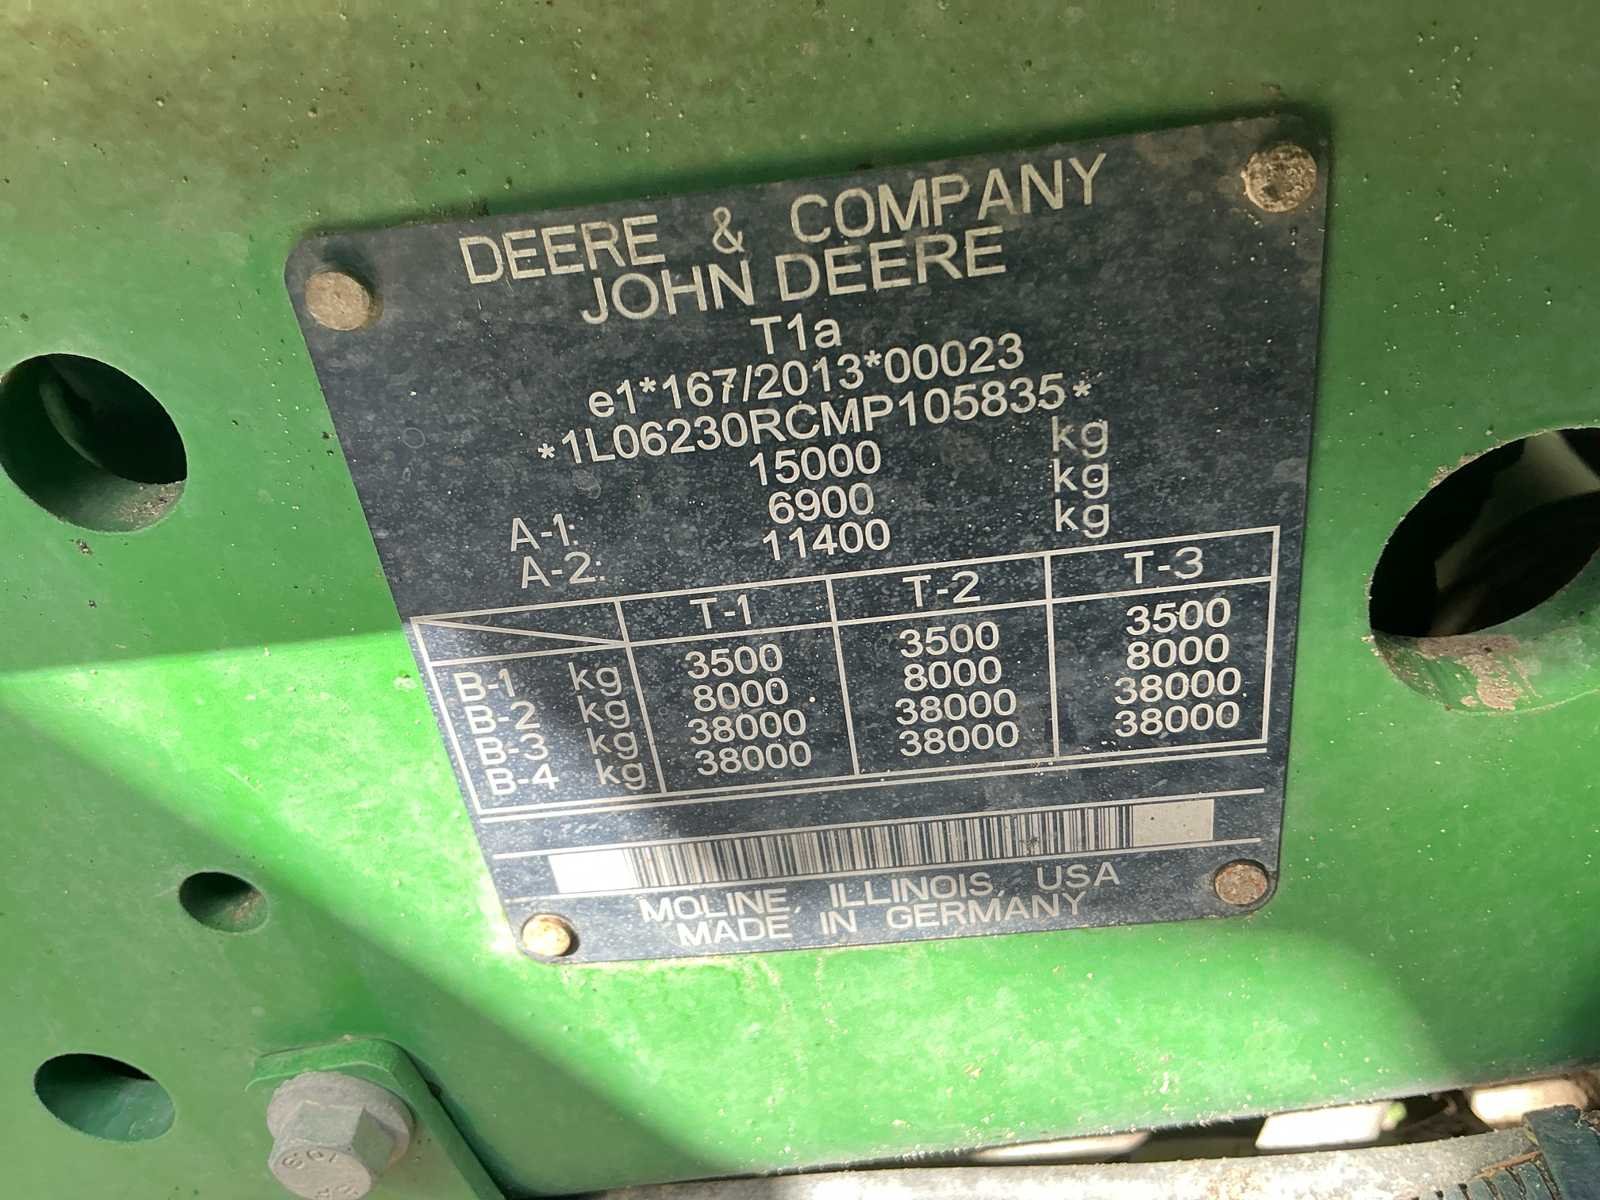 DEERE & COMPANY
JOHN DEERE
T1a
e1*167/2013*00023
*1L06230RCMP105835*
15000 kg
A-1: 6900 kg
A-2: 11400 kg
T-1 T-2 T-3
B-1 kg 3500 3500 3500
B-2 kg 8000 8000 8000
B-3 kg 38000 38000 38000
B-4 kg 38000 38000 38000
MOLINE, ILLINOIS, USA
MADE IN GERMANY